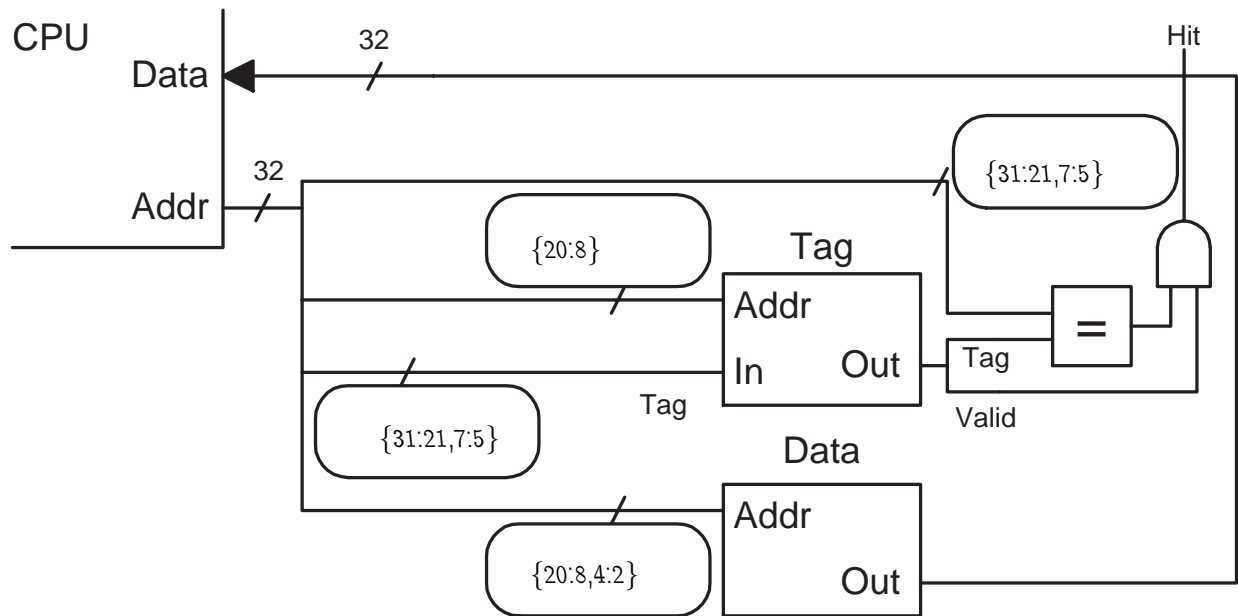 CPU
32
Hit
Data
{31:21,7:5}
32
Addr
{20:8}
Tag
Addr
=
In
Out
Tag
Tag
Valid
{31:21,7:5}
Data
Addr
{20:8,4:2}
Out